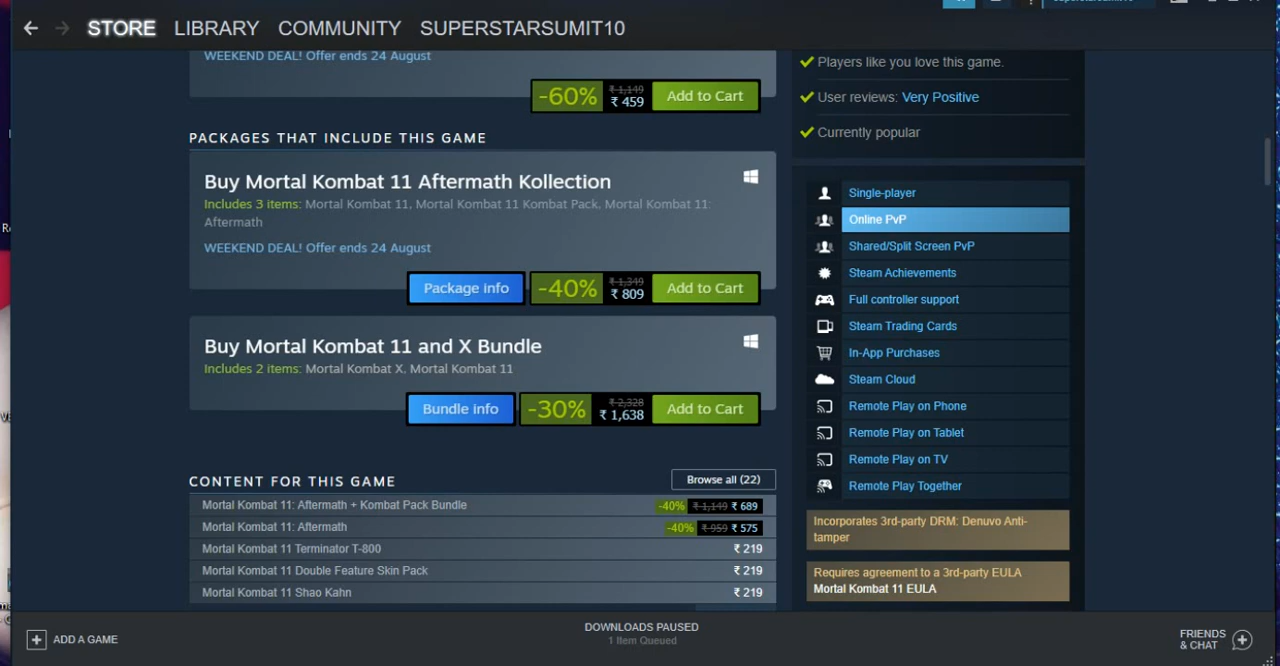 STORE LIBRARY COMMUNITY SUPERSTARSUMIT10
WEEKEND DEAL! Offer ends 24 August
-60% ₹ 1,149 ₹ 459 Add to Cart
PACKAGES THAT INCLUDE THIS GAME
Buy Mortal Kombat 11 Aftermath Kollection
Includes 3 items: Mortal Kombat 11, Mortal Kombat 11 Kombat Pack, Mortal Kombat 11:
Aftermath
WEEKEND DEAL! Offer ends 24 August
Package info -40% ₹ 1,349 ₹ 809 Add to Cart
Buy Mortal Kombat 11 and X Bundle
Includes 2 items: Mortal Kombat X, Mortal Kombat 11
Bundle info -30% ₹ 2,328 ₹ 1,638 Add to Cart
CONTENT FOR THIS GAME Browse all (22)
Mortal Kombat 11: Aftermath + Kombat Pack Bundle -40% ₹ 1,149 ₹ 689
Mortal Kombat 11: Aftermath -40% ₹ 959 ₹ 575
Mortal Kombat 11 Terminator T-800 ₹ 219
Mortal Kombat 11 Double Feature Skin Pack ₹ 219
Mortal Kombat 11 Shao Kahn ₹ 219
Players like you love this game.
User reviews: Very Positive
Currently popular
Single-player
Online PvP
Shared/Split Screen PvP
Steam Achievements
Full controller support
Steam Trading Cards
In-App Purchases
Steam Cloud
Remote Play on Phone
Remote Play on Tablet
Remote Play on TV
Remote Play Together
Incorporates 3rd-party DRM: Denuvo Anti-
tamper
Requires agreement to a 3rd-party EULA
Mortal Kombat 11 EULA
ADD A GAME
DOWNLOADS PAUSED
1 Item Queued
FRIENDS
& CHAT